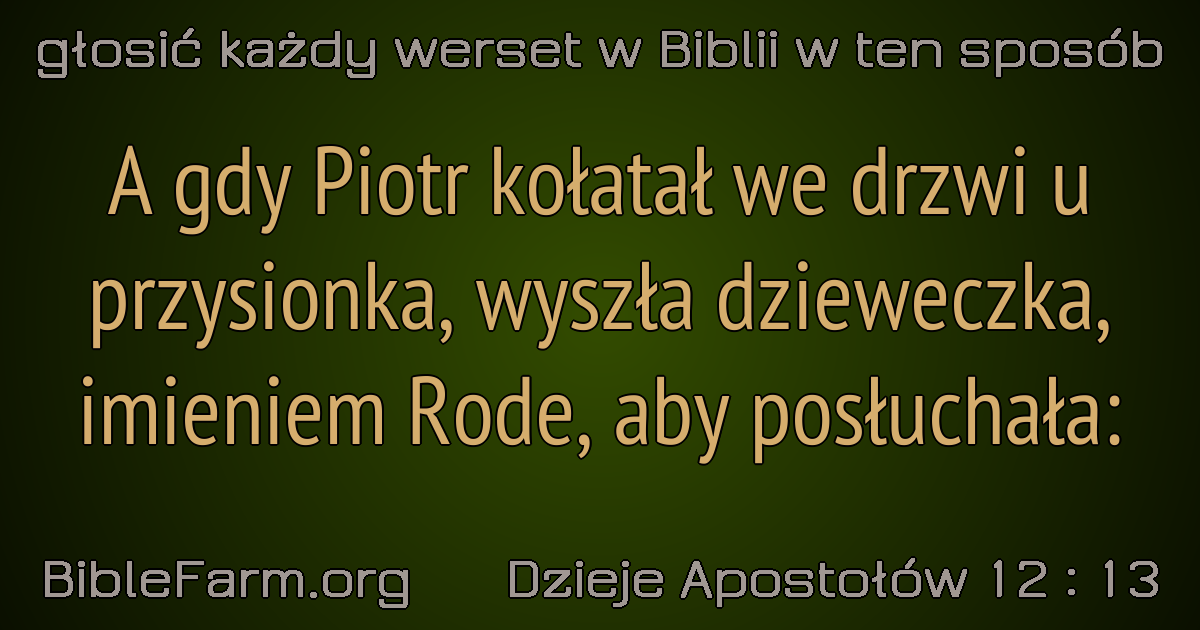 głosić każdy werset w Biblii w ten sposób
A gdy Piotr kołatał we drzwi u
przysionka, wyszła dzieweczka,
imieniem Rode, aby posłuchała:
BibleFarm.org
Dzieje Apostołów 12 : 13